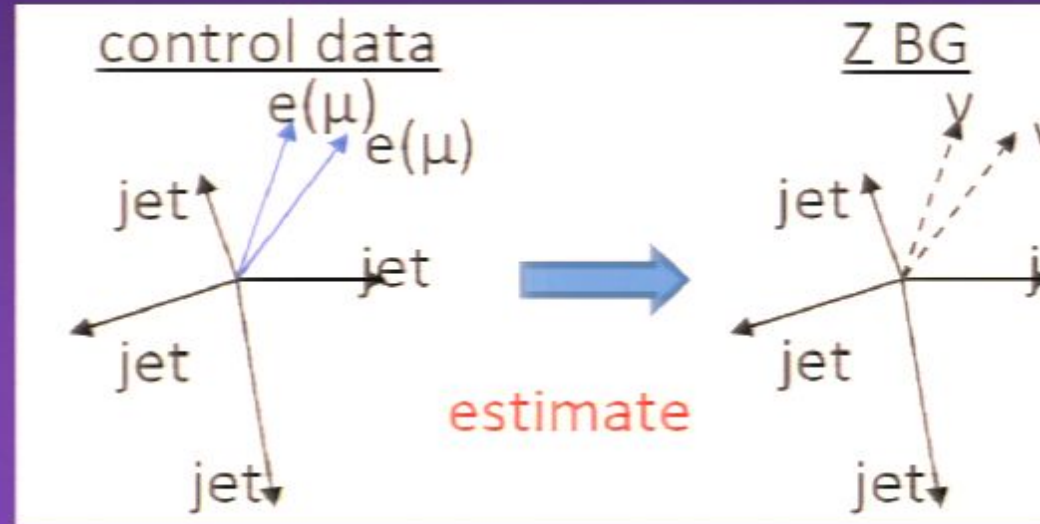 control data
e(μ)
e(μ)
jet
jet
jet
jet
estimate
Z BG
ν
jet
jet
jet